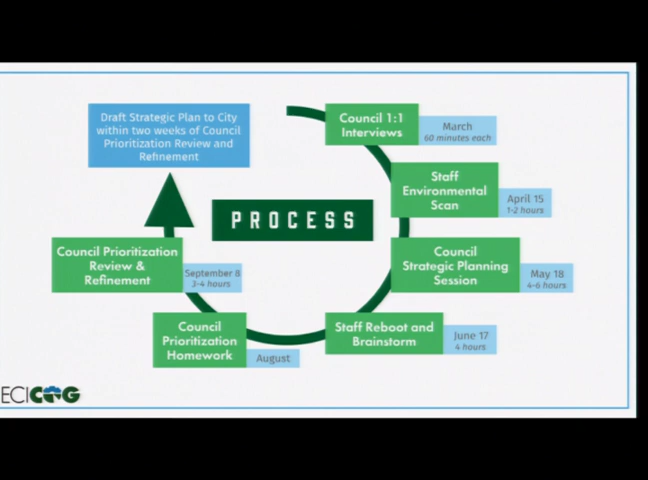 Draft Strategic Plan to City
within two weeks of Council
Prioritization Review and
Refinement
Council 1:1
Interviews
March
60 minutes each
Staff
Environmental
Scan
April 15
1-2 hours
PROCESS
Council
Strategic Planning
Session
May 18
4-6 hours
Staff Reboot and
Brainstorm
June 17
4 hours
Council
Prioritization
Homework
August
Council Prioritization
Review &
Refinement
September 8
3-4 hours
ECICOG